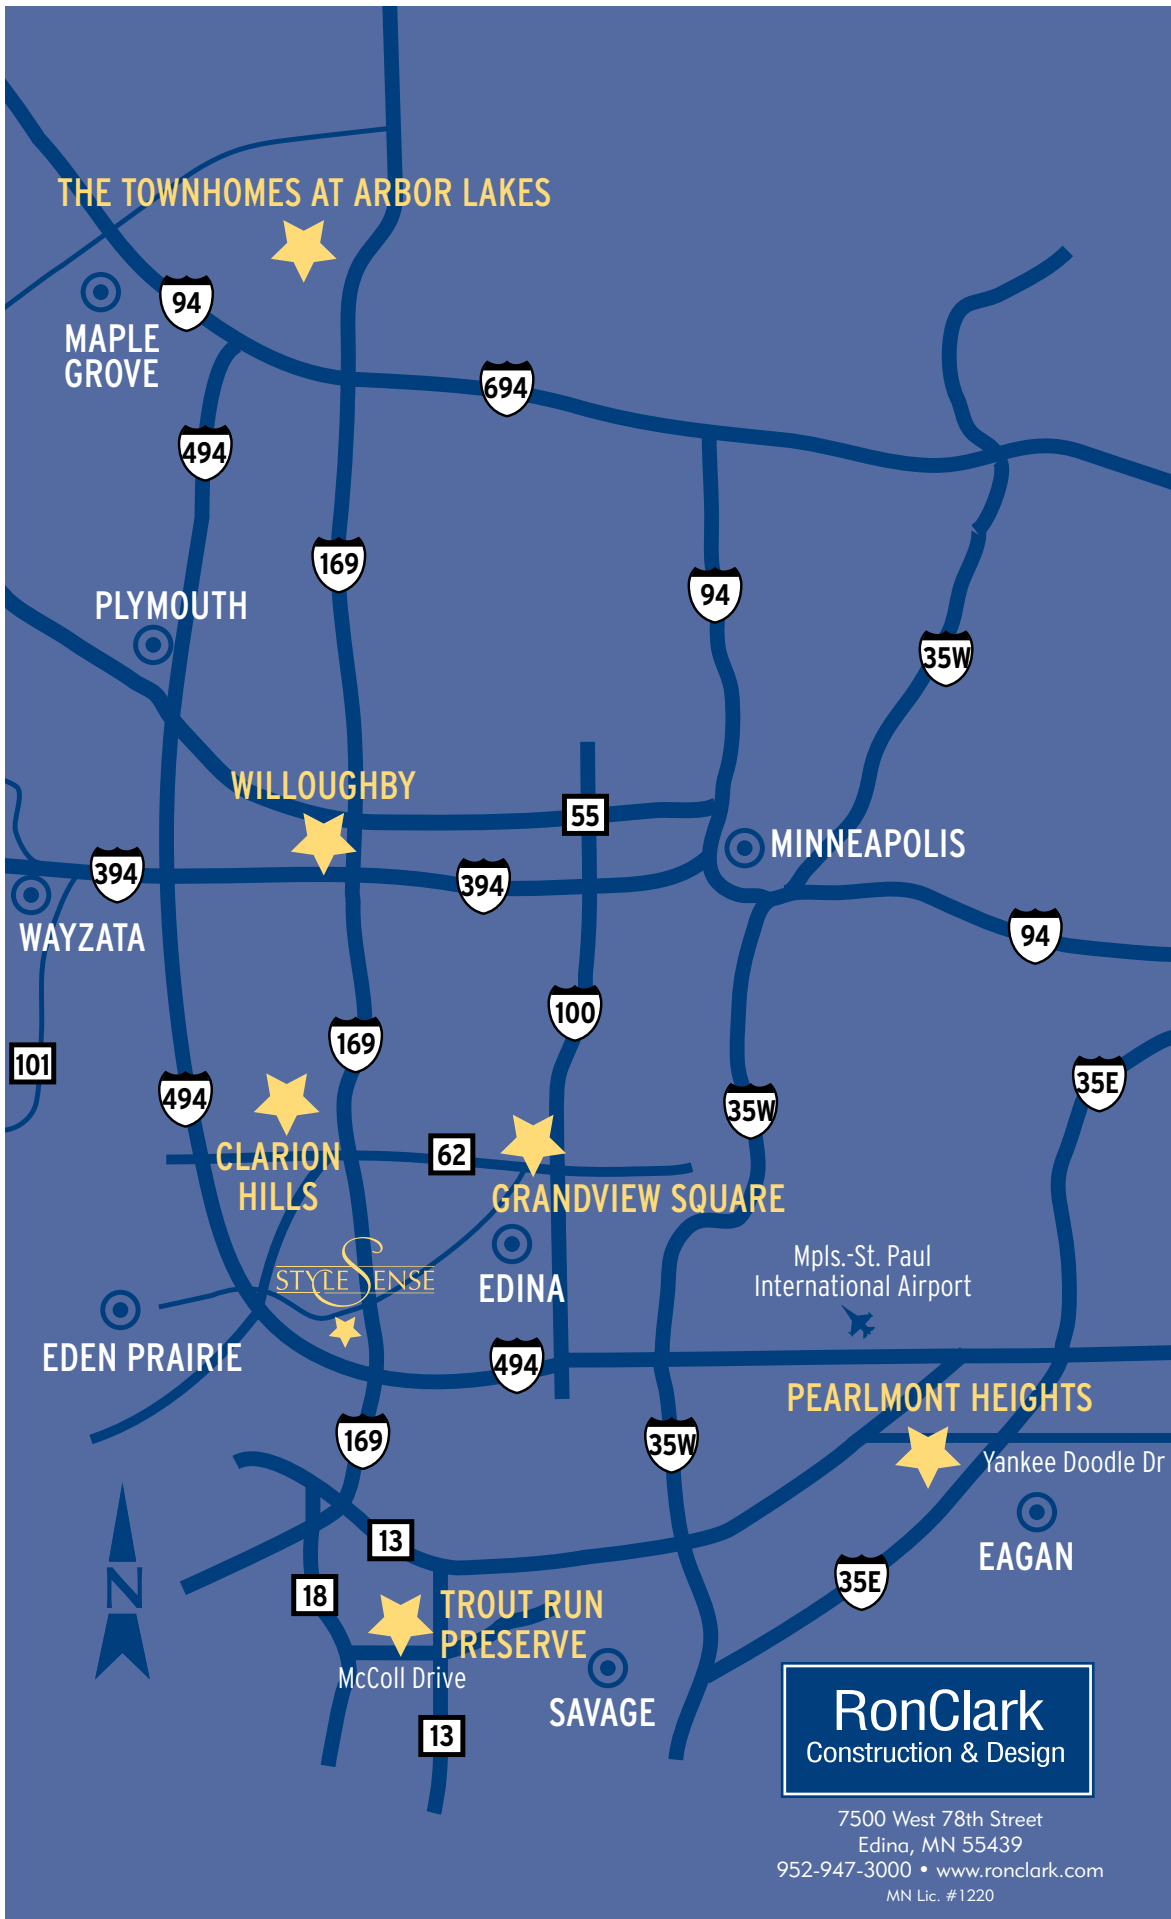 THE TOWNHOMES AT ARBOR LAKES
94
MAPLE
GROVE
694
494
169
94
PLYMOUTH
35W
WILLOUGHBY
55
MINNEAPOLIS
394
394
WAYZATA
94
100
169
101
35E
494
35W
CLARION
HILLS
62
GRANDVIEW SQUARE
Mpls.-St. Paul
International Airport
STYLE SENSE
EDINA
EDEN PRAIRIE
494
PEARLMONT HEIGHTS
169
35W
Yankee Doodle Dr
13
EAGAN
N
18
35E
TROUT RUN
PRESERVE
McColl Drive
SAVAGE
13
RonClark
Construction & Design
7500 West 78th Street
Edina, MN 55439
952-947-3000 • www.ronclark.com
MN Lic. #1220